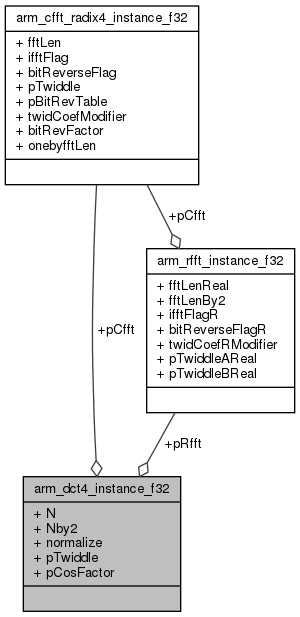 arm_cfft_radix4_instance_f32
+ fftLen
+ ifftFlag
+ bitReverseFlag
+ pTwiddle
+ pBitRevTable
+ twidCoefModifier
+ bitRevFactor
+ onebyfftLen
+pCfft
arm_rfft_instance_f32
+ fftLenReal
+ fftLenBy2
+ ifftFlagR
+ bitReverseFlagR
+ twidCoefRModifier
+ pTwiddleAReal
+ pTwiddleBReal
+pCfft
+pRfft
arm_dct4_instance_f32
+ N
+ Nby2
+ normalize
+ pTwiddle
+ pCosFactor